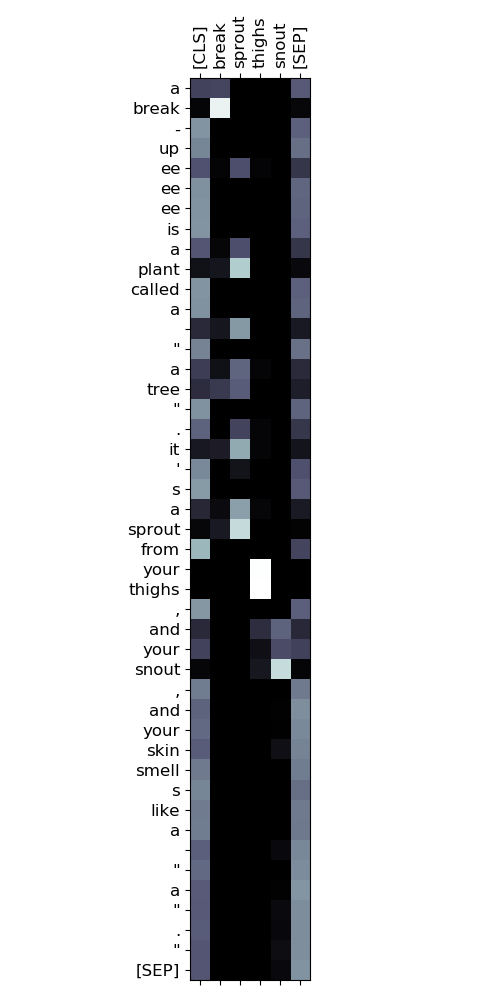 [CLS]
break
sprout
thighs
snout
[SEP]
a
break
-
up
ee
ee
ee
is
a
plant
called
a
"
a
tree
"
.
it
'
s
a
sprout
from
your
thighs
,
and
your
snout
,
and
your
skin
smell
s
like
a
"
a
"
.
"
[SEP]